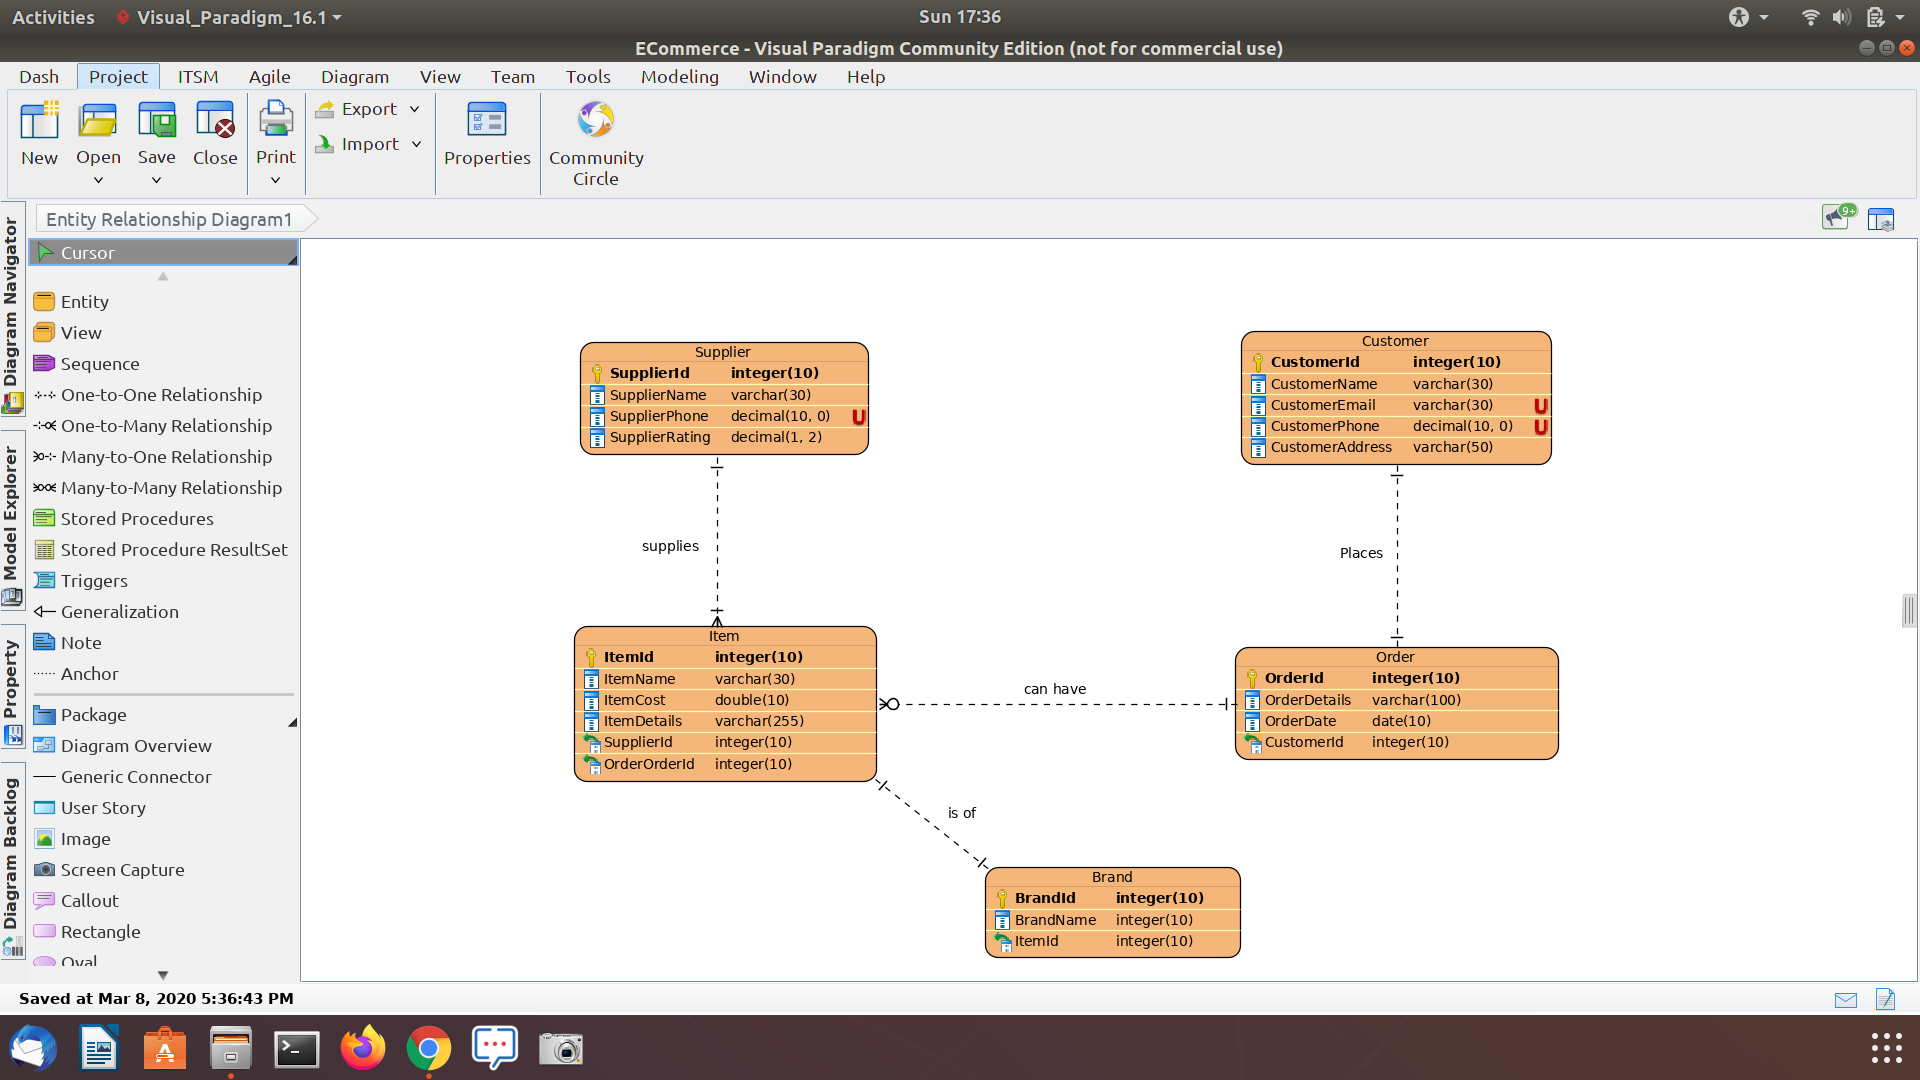 Activities
Visual_Paradigm_16.1
Sun 17:36
ECommerce - Visual Paradigm Community Edition (not for commercial use)
Dash Project ITSM Agile Diagram View Team Tools Modeling Window Help
New Open Save Close Print
Export
Import
Properties
Community
Circle
Entity Relationship Diagram1
9+
Diagram Navigator
Model Explorer
Property
Diagram Backlog
Cursor
Entity
View
Sequence
One-to-One Relationship
One-to-Many Relationship
Many-to-One Relationship
Many-to-Many Relationship
Stored Procedures
Stored Procedure ResultSet
Triggers
Generalization
Note
Anchor
Package
Diagram Overview
Generic Connector
User Story
Image
Screen Capture
Callout
Rectangle
Oval
Supplier
SupplierId integer(10)
SupplierName varchar(30)
SupplierPhone decimal(10, 0) U
SupplierRating decimal(1, 2)
Customer
CustomerId integer(10)
CustomerName varchar(30)
CustomerEmail varchar(30) U
CustomerPhone decimal(10, 0) U
CustomerAddress varchar(50)
supplies
Places
Item
ItemId integer(10)
ItemName varchar(30)
ItemCost double(10)
ItemDetails varchar(255)
SupplierId integer(10)
OrderOrderId integer(10)
can have
Order
OrderId integer(10)
OrderDetails varchar(100)
OrderDate date(10)
CustomerId integer(10)
is of
Brand
BrandId integer(10)
BrandName integer(10)
ItemId integer(10)
Saved at Mar 8, 2020 5:36:43 PM